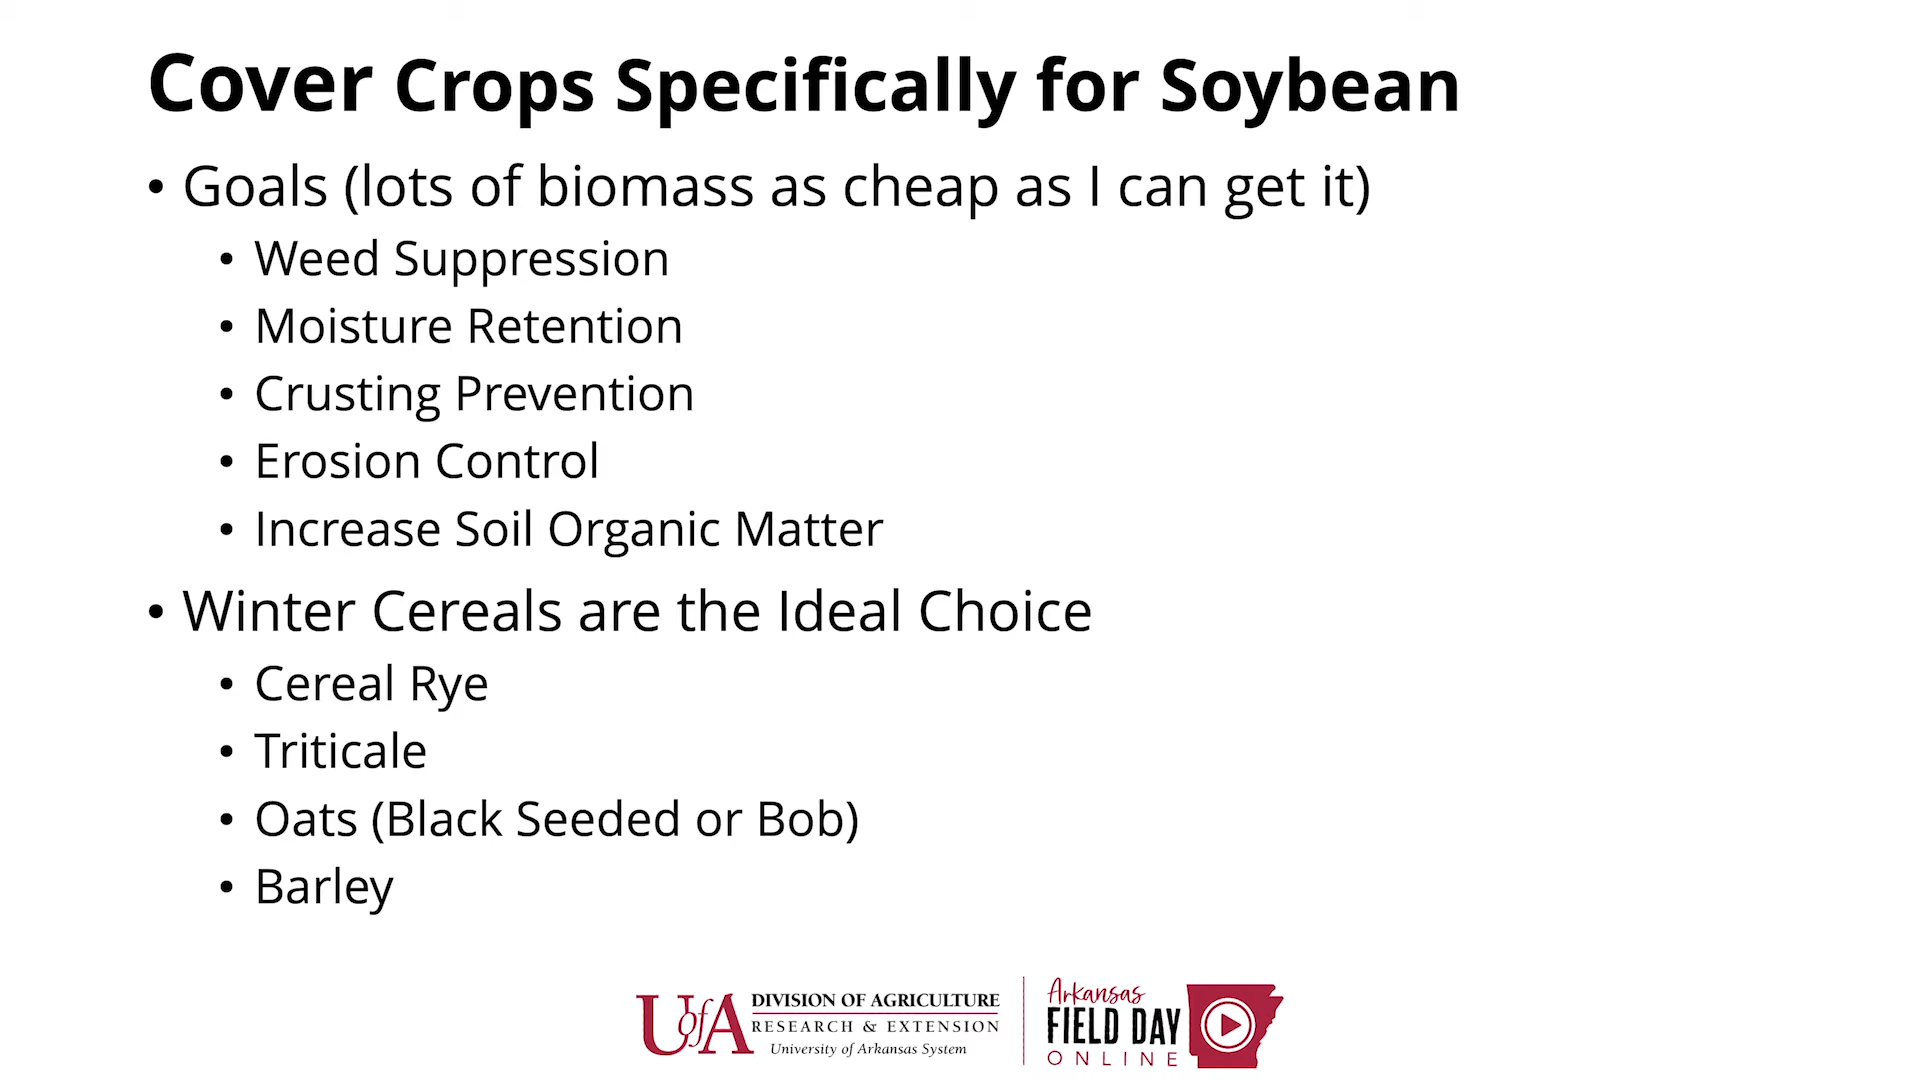 Cover Crops Specifically for Soybean
• Goals (lots of biomass as cheap as I can get it)
• Weed Suppression
• Moisture Retention
• Crusting Prevention
• Erosion Control
• Increase Soil Organic Matter
• Winter Cereals are the Ideal Choice
• Cereal Rye
• Triticale
• Oats (Black Seeded or Bob)
• Barley
UofA
DIVISION OF AGRICULTURE
RESEARCH & EXTENSION
University of Arkansas System
Arkansas
FIELD DAY
ONLINE